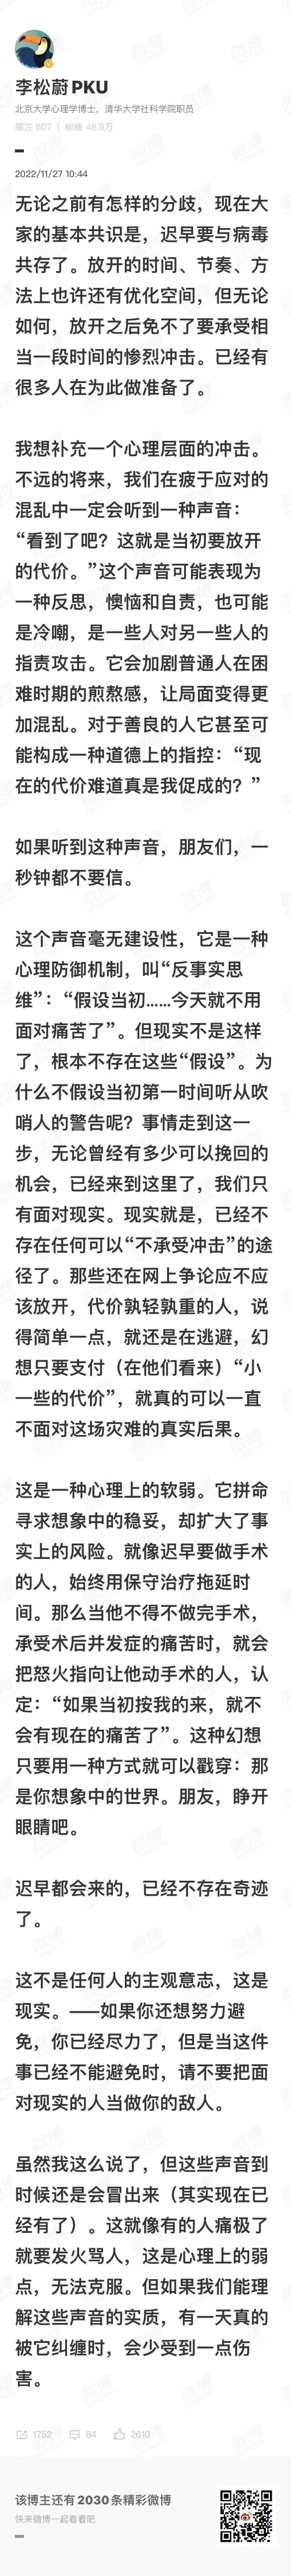 李松蔚PKU
北京大学心理学博士，清华大学社科学院职员
關注 807 | 粉絲 48.9万
2022/11/27 10:44
无论之前有怎样的分歧，现在大
家的基本共识是，迟早要与病毒
共存了。放开的时间、节奏、方
法上也许还有优化空间，但无论
如何，放开之后免不了要承受相
当一段时间的惨烈冲击。已经有
很多人在为此做准备了。
我想补充一个心理层面的冲击。
不远的将来，我们在疲于应对的
混乱中一定会听到一种声音：
“看到了吧？这就是当初要放开
的代价。”这个声音可能表现为
一种反思，懊恼和自责，也可能
是冷嘲，是一些人对另一些人的
指责攻击。它会加剧普通人在困
难时期的煎熬感，让局面变得更
加混乱。对于善良的人它甚至可
能构成一种道德上的指控：“现
在的代价难道真是我促成的？”
如果听到这种声音，朋友们，一
秒钟都不要信。
这个声音毫无建设性，它是一种
心理防御机制，叫“反事实思
维”：“假设当初……今天就不用
面对痛苦了”。但现实不是这样
了，根本不存在这些“假设”。为
什么不假设当初第一时间听从吹
哨人的警告呢？事情走到这一
步，无论曾经有多少可以挽回的
机会，已经来到这里了，我们只
有面对现实。现实就是，已经不
存在任何可以“不承受冲击”的途
径了。那些还在网上争论应不应
该放开，代价孰轻孰重的人，说
得简单一点，就还是在逃避，幻
想只要支付（在他们看来）“小
一些的代价”，就真的可以一直
不面对这场灾难的真实后果。
这是一种心理上的软弱。它拼命
寻求想象中的稳妥，却扩大了事
实上的风险。就像迟早要做手术
的人，始终用保守治疗拖延时
间。那么当他不得不做完手术，
承受术后并发症的痛苦时，就会
把怒火指向让他动手术的人，认
定：“如果当初按我的来，就不
会有现在的痛苦了”。这种幻想
只要用一种方式就可以戳穿：那
是你想象中的世界。朋友，睁开
眼睛吧。
迟早都会来的，已经不存在奇迹
了。
这不是任何人的主观意志，这是
现实。——如果你还想努力避
免，你已经尽力了，但是当这件
事已经不能避免时，请不要把面
对现实的人当做你的敌人。
虽然我这么说了，但这些声音到
时候还是会冒出来（其实现在已
经有了）。这就像有的人痛极了
就要发火骂人，这是心理上的弱
点，无法克服。但如果我们能理
解这些声音的实质，有一天真的
被它纠缠时，会少受到一点伤
害。
1752 84 2610
该博主还有2030条精彩微博
快来微博一起看看吧